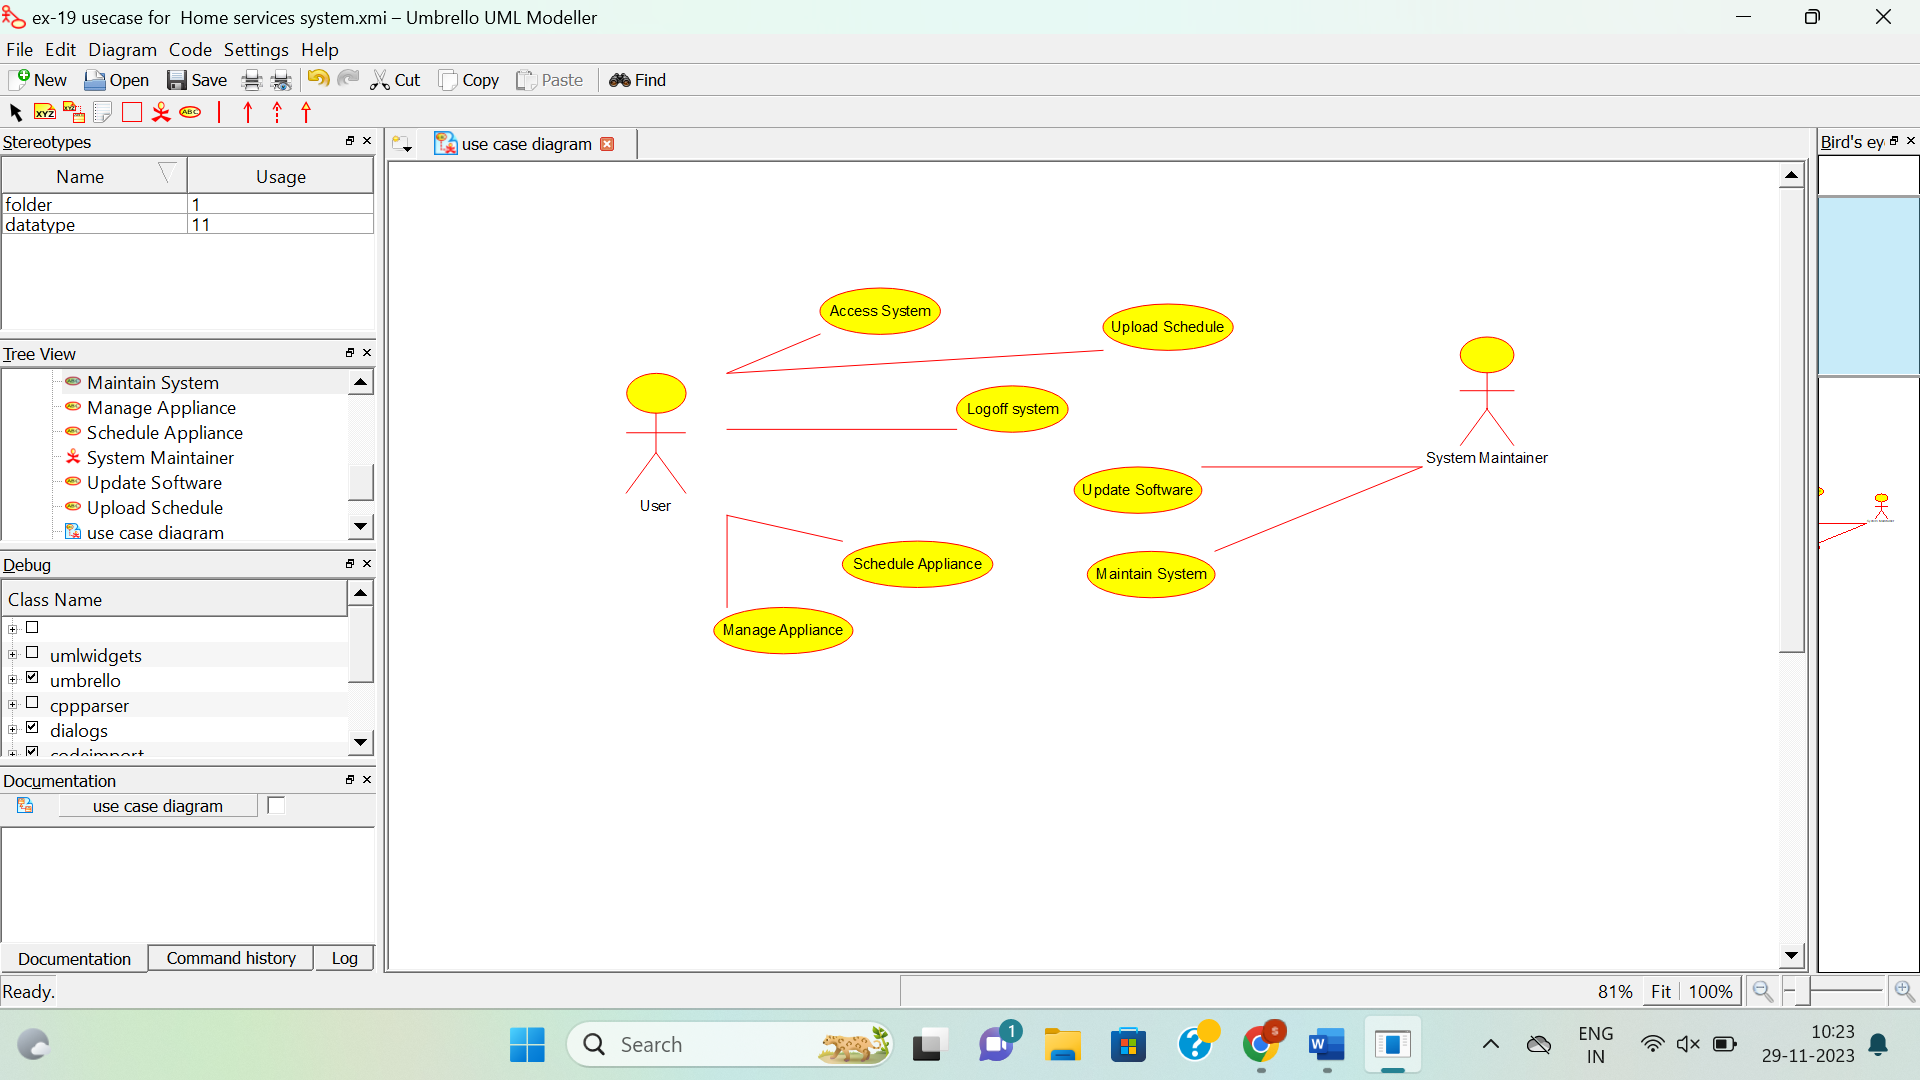 ex-19 usecase for  Home services system.xmi – Umbrello UML Modeller
File Edit Diagram Code Settings Help
New Open Save Cut Copy Paste Find
XYZ XYZ ABC
Stereotypes
Name Usage
folder 1
datatype 11
Tree View
Maintain System
Manage Appliance
Schedule Appliance
System Maintainer
Update Software
Upload Schedule
use case diagram
Debug
Class Name
umlwidgets
umbrello
cppparser
dialogs
codeimport
Documentation
use case diagram
Documentation Command history Log
Ready.
use case diagram
Access System
Upload Schedule
Logoff system
System Maintainer
Update Software
User
Schedule Appliance
Maintain System
Manage Appliance
Bird's ey
81% Fit 100%
Search
1
S
W
ENG
IN
10:23
29-11-2023